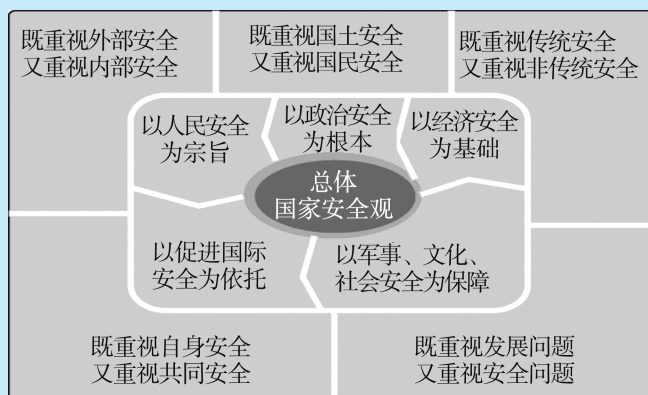 既重视外部安全
又重视内部安全
既重视国土安全
又重视国民安全
既重视传统安全
又重视非传统安全
以人民安全
为宗旨
以政治安全
为根本
以经济安全
为基础
总体
国家安全观
以促进国际
安全为依托
以军事、文化、
社会安全为保障
既重视自身安全
又重视共同安全
既重视发展问题
又重视安全问题